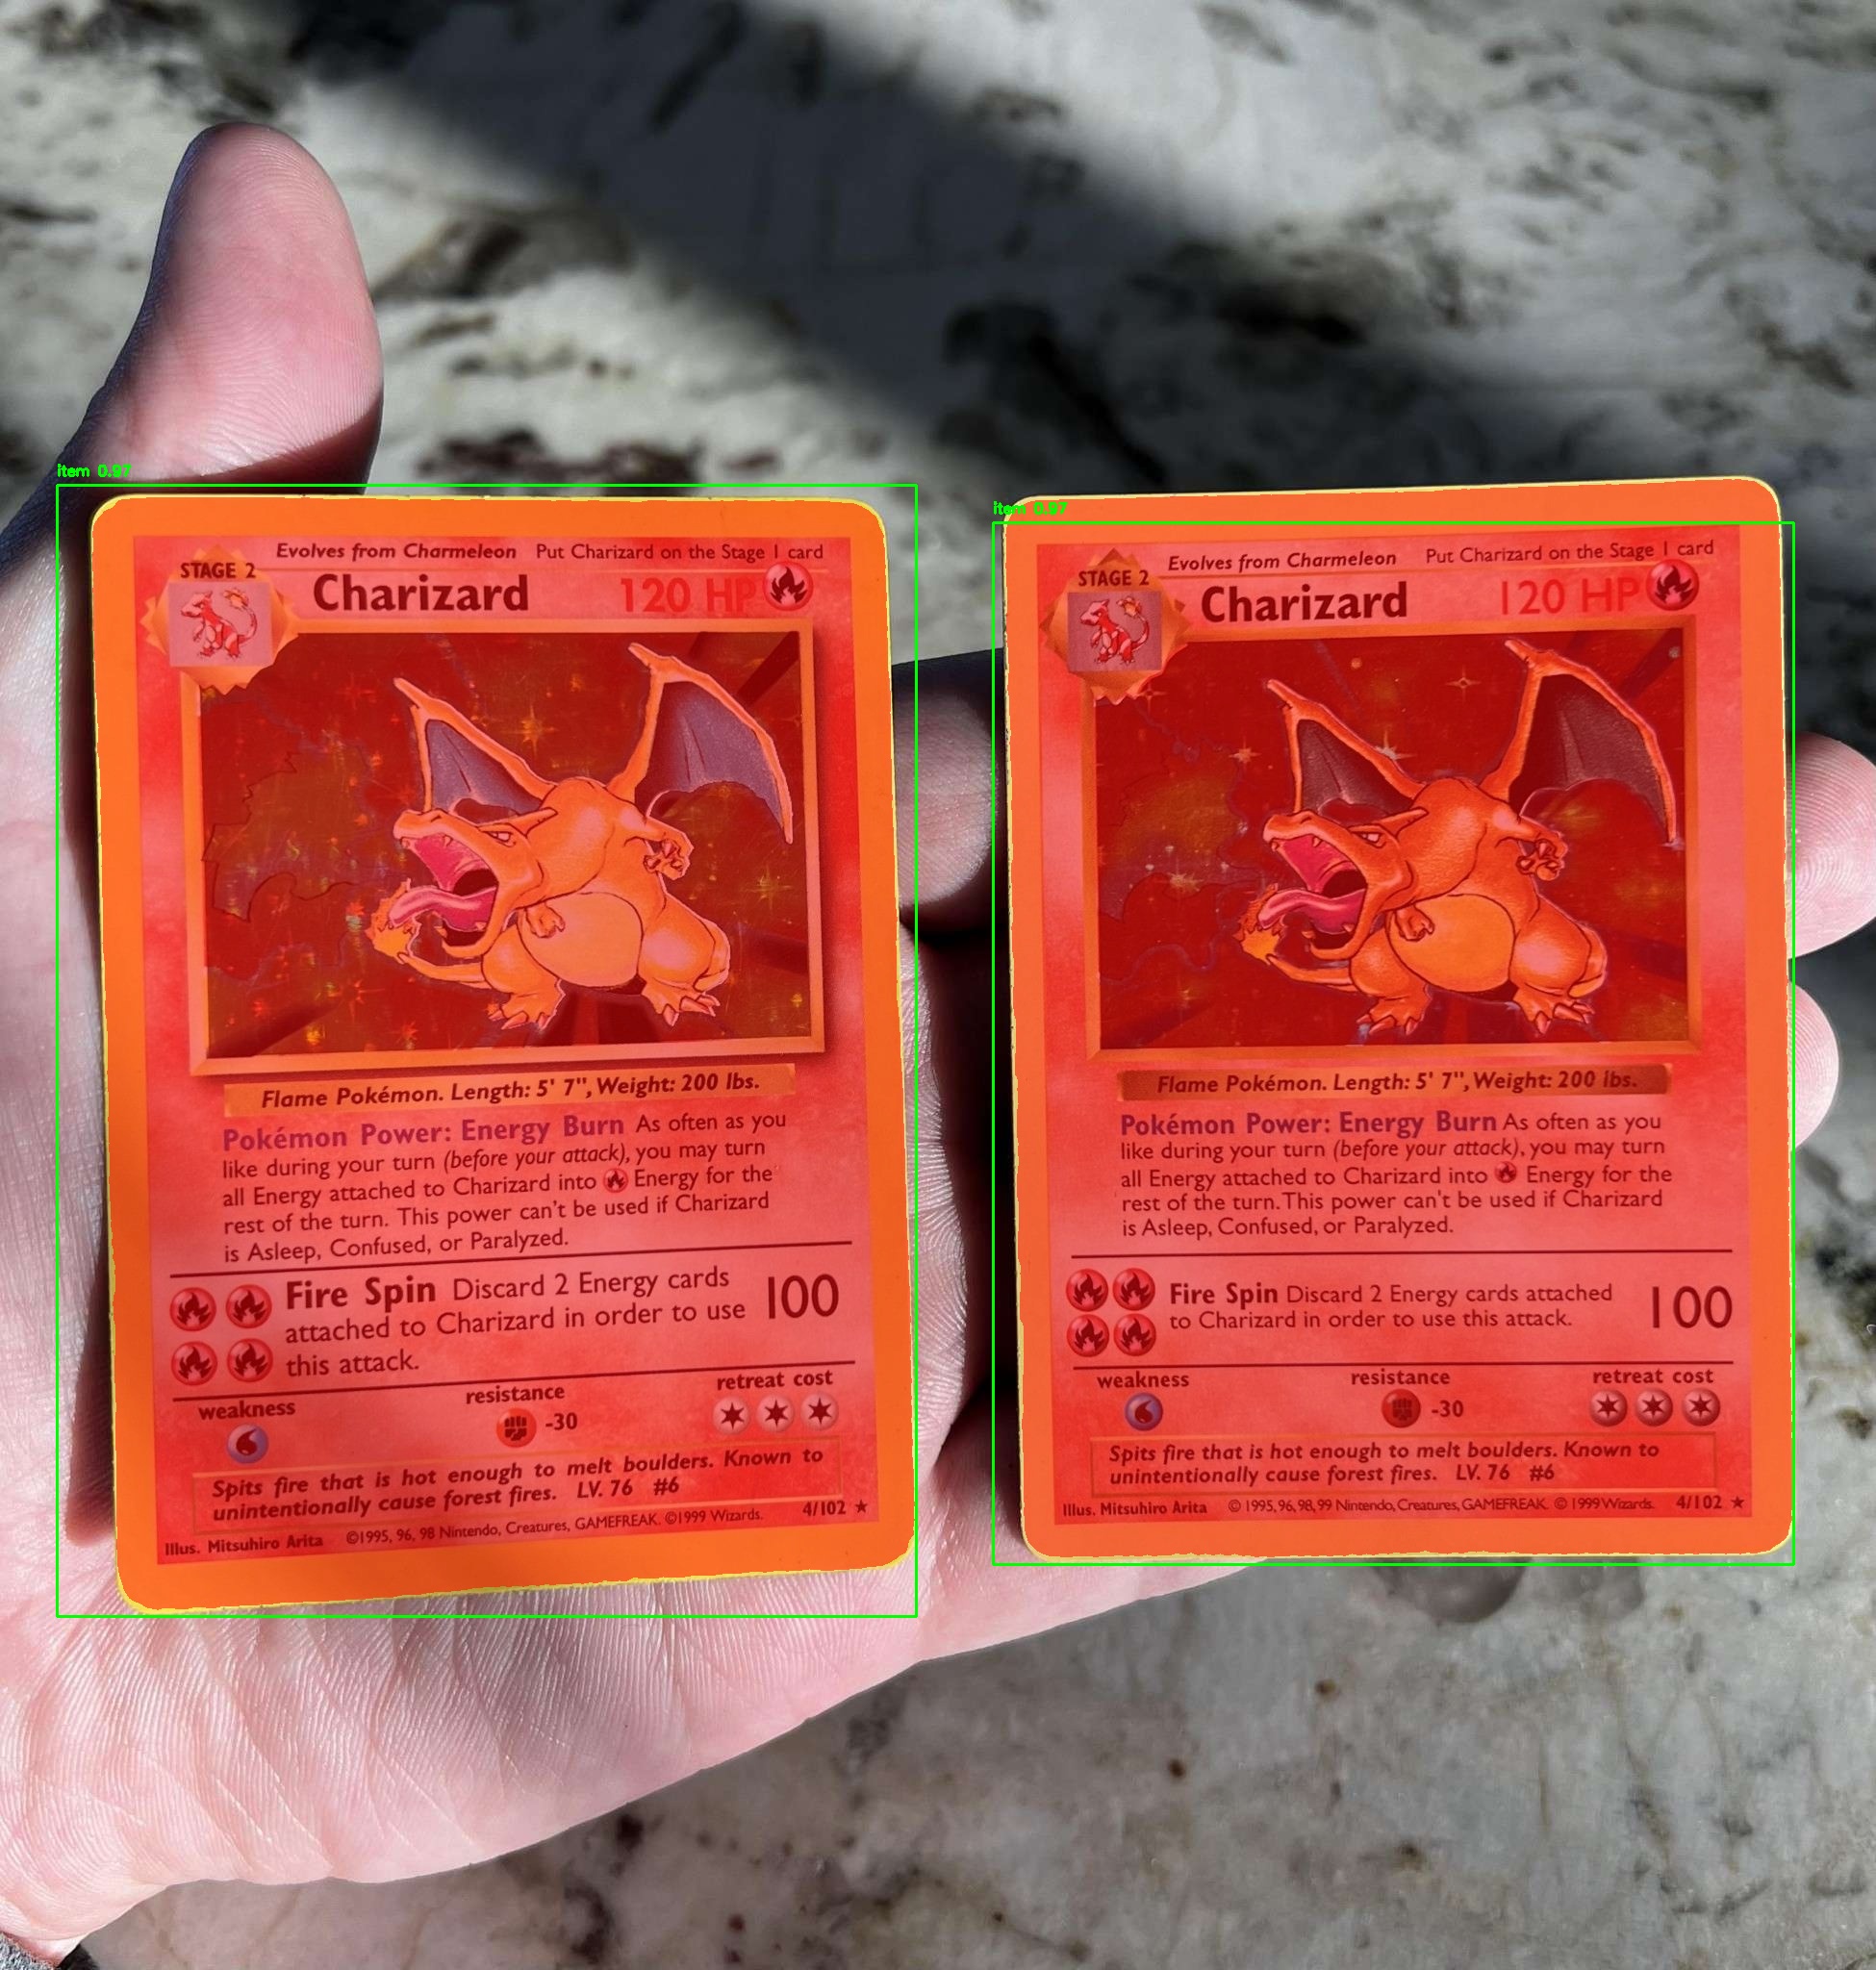 item 0.97
Evolves from Charmeleon Put Charizard on the Stage 1 card
STAGE 2
Charizard 120 HP
Flame Pokémon. Length: 5' 7", Weight: 200 lbs.
Pokémon Power: Energy Burn As often as you
like during your turn (before your attack), you may turn
all Energy attached to Charizard into Energy for the
rest of the turn. This power can't be used if Charizard
is Asleep, Confused, or Paralyzed.
Fire Spin Discard 2 Energy cards
attached to Charizard in order to use
this attack.
100
weakness resistance retreat cost
-30
Spits fire that is hot enough to melt boulders. Known to
unintentionally cause forest fires. LV. 76 #6
Illus. Mitsuhiro Arita ©1995, 96, 98 Nintendo, Creatures, GAMEFREAK. ©1999 Wizards. 4/102 ★
item 0.97
Evolves from Charmeleon Put Charizard on the Stage 1 card
STAGE 2
Charizard 120 HP
Flame Pokémon. Length: 5' 7", Weight: 200 lbs.
Pokémon Power: Energy Burn As often as you
like during your turn (before your attack), you may turn
all Energy attached to Charizard into Energy for the
rest of the turn. This power can't be used if Charizard
is Asleep, Confused, or Paralyzed.
Fire Spin Discard 2 Energy cards attached
to Charizard in order to use this attack.
100
weakness resistance retreat cost
-30
Spits fire that is hot enough to melt boulders. Known to
unintentionally cause forest fires. LV. 76 #6
Illus. Mitsuhiro Arita © 1995, 96, 98, 99 Nintendo, Creatures, GAMEFREAK. © 1999 Wizards. 4/102 ★